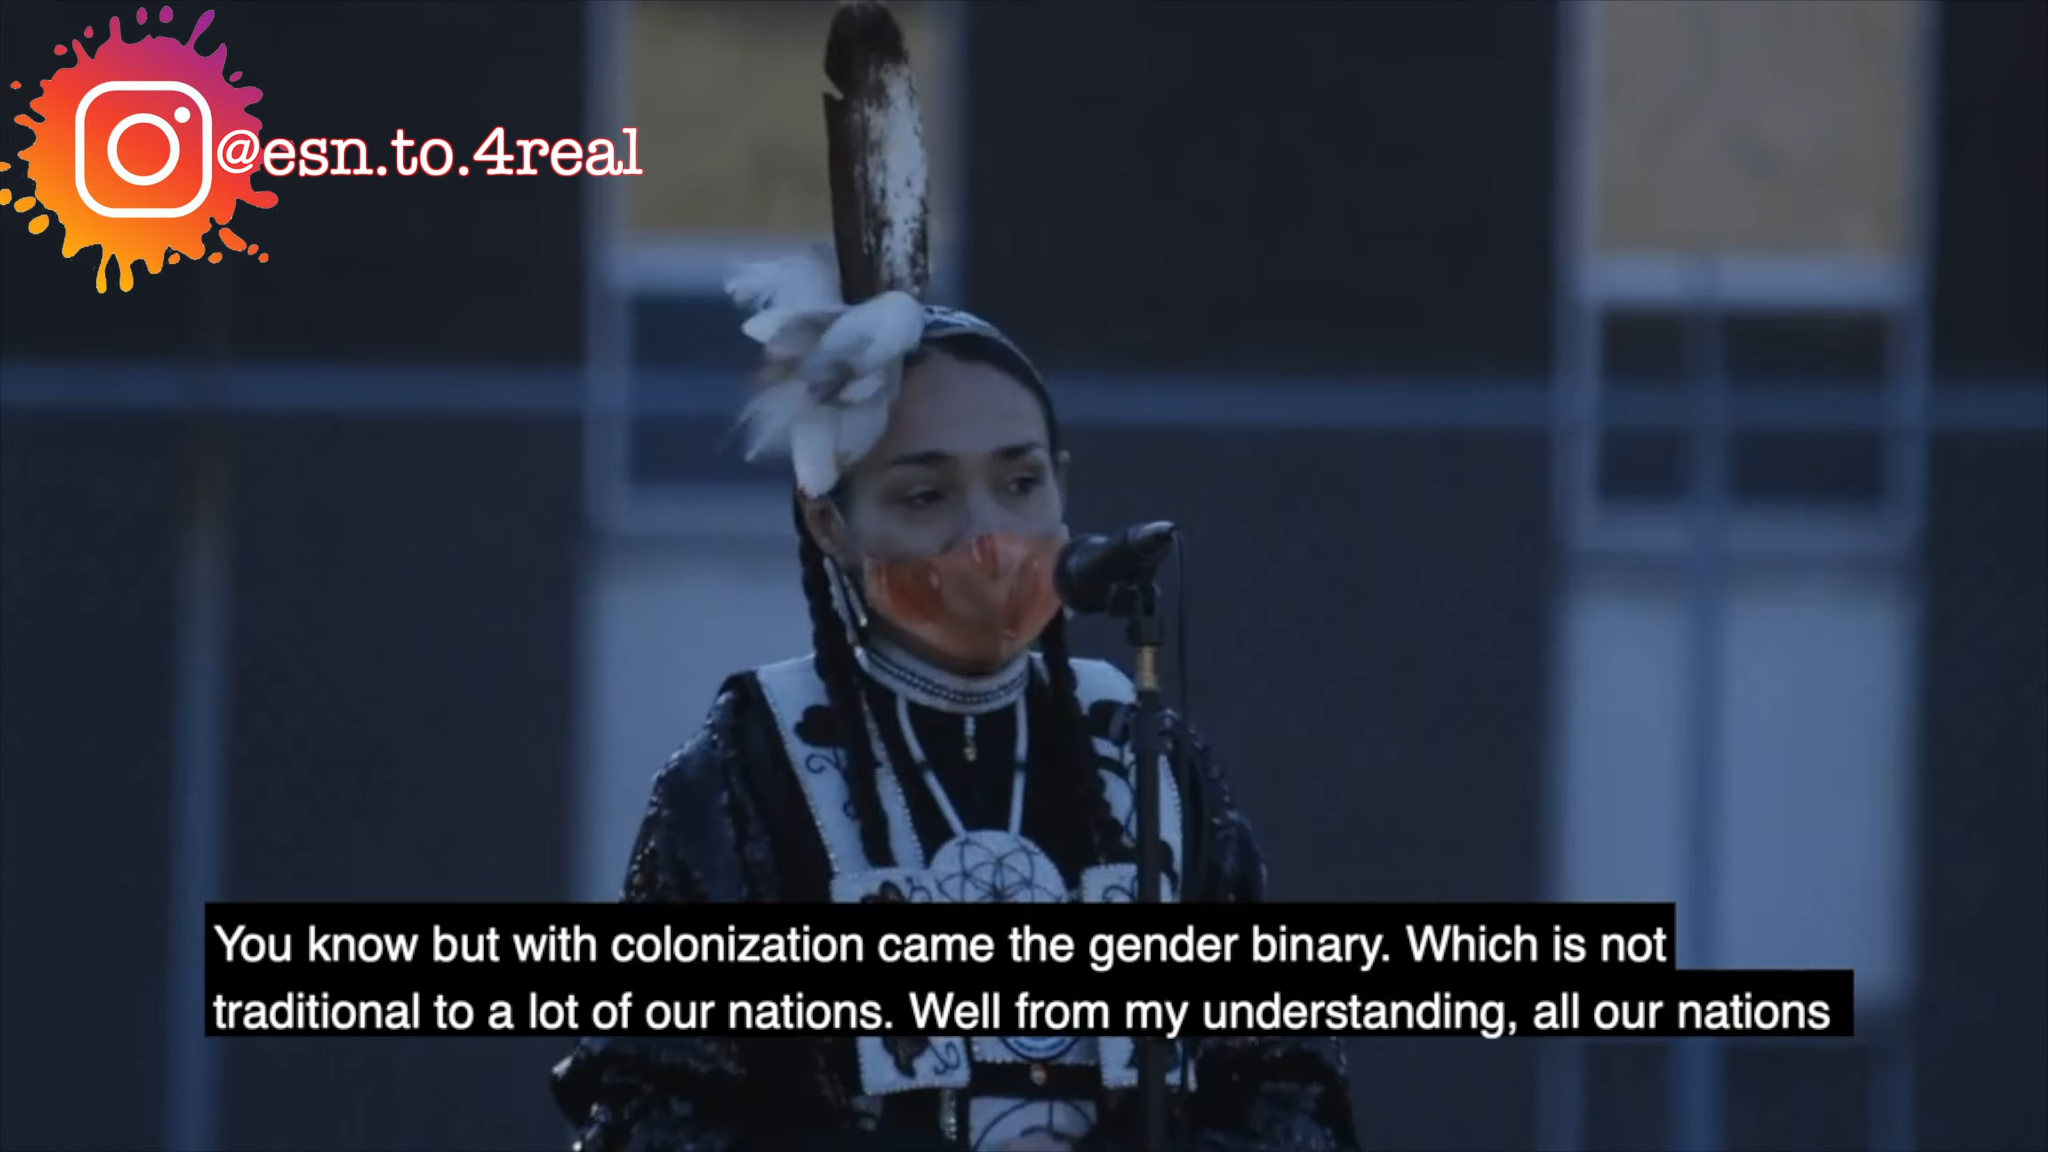 @esn.to.4real
You know but with colonization came the gender binary. Which is not
traditional to a lot of our nations. Well from my understanding, all our nations